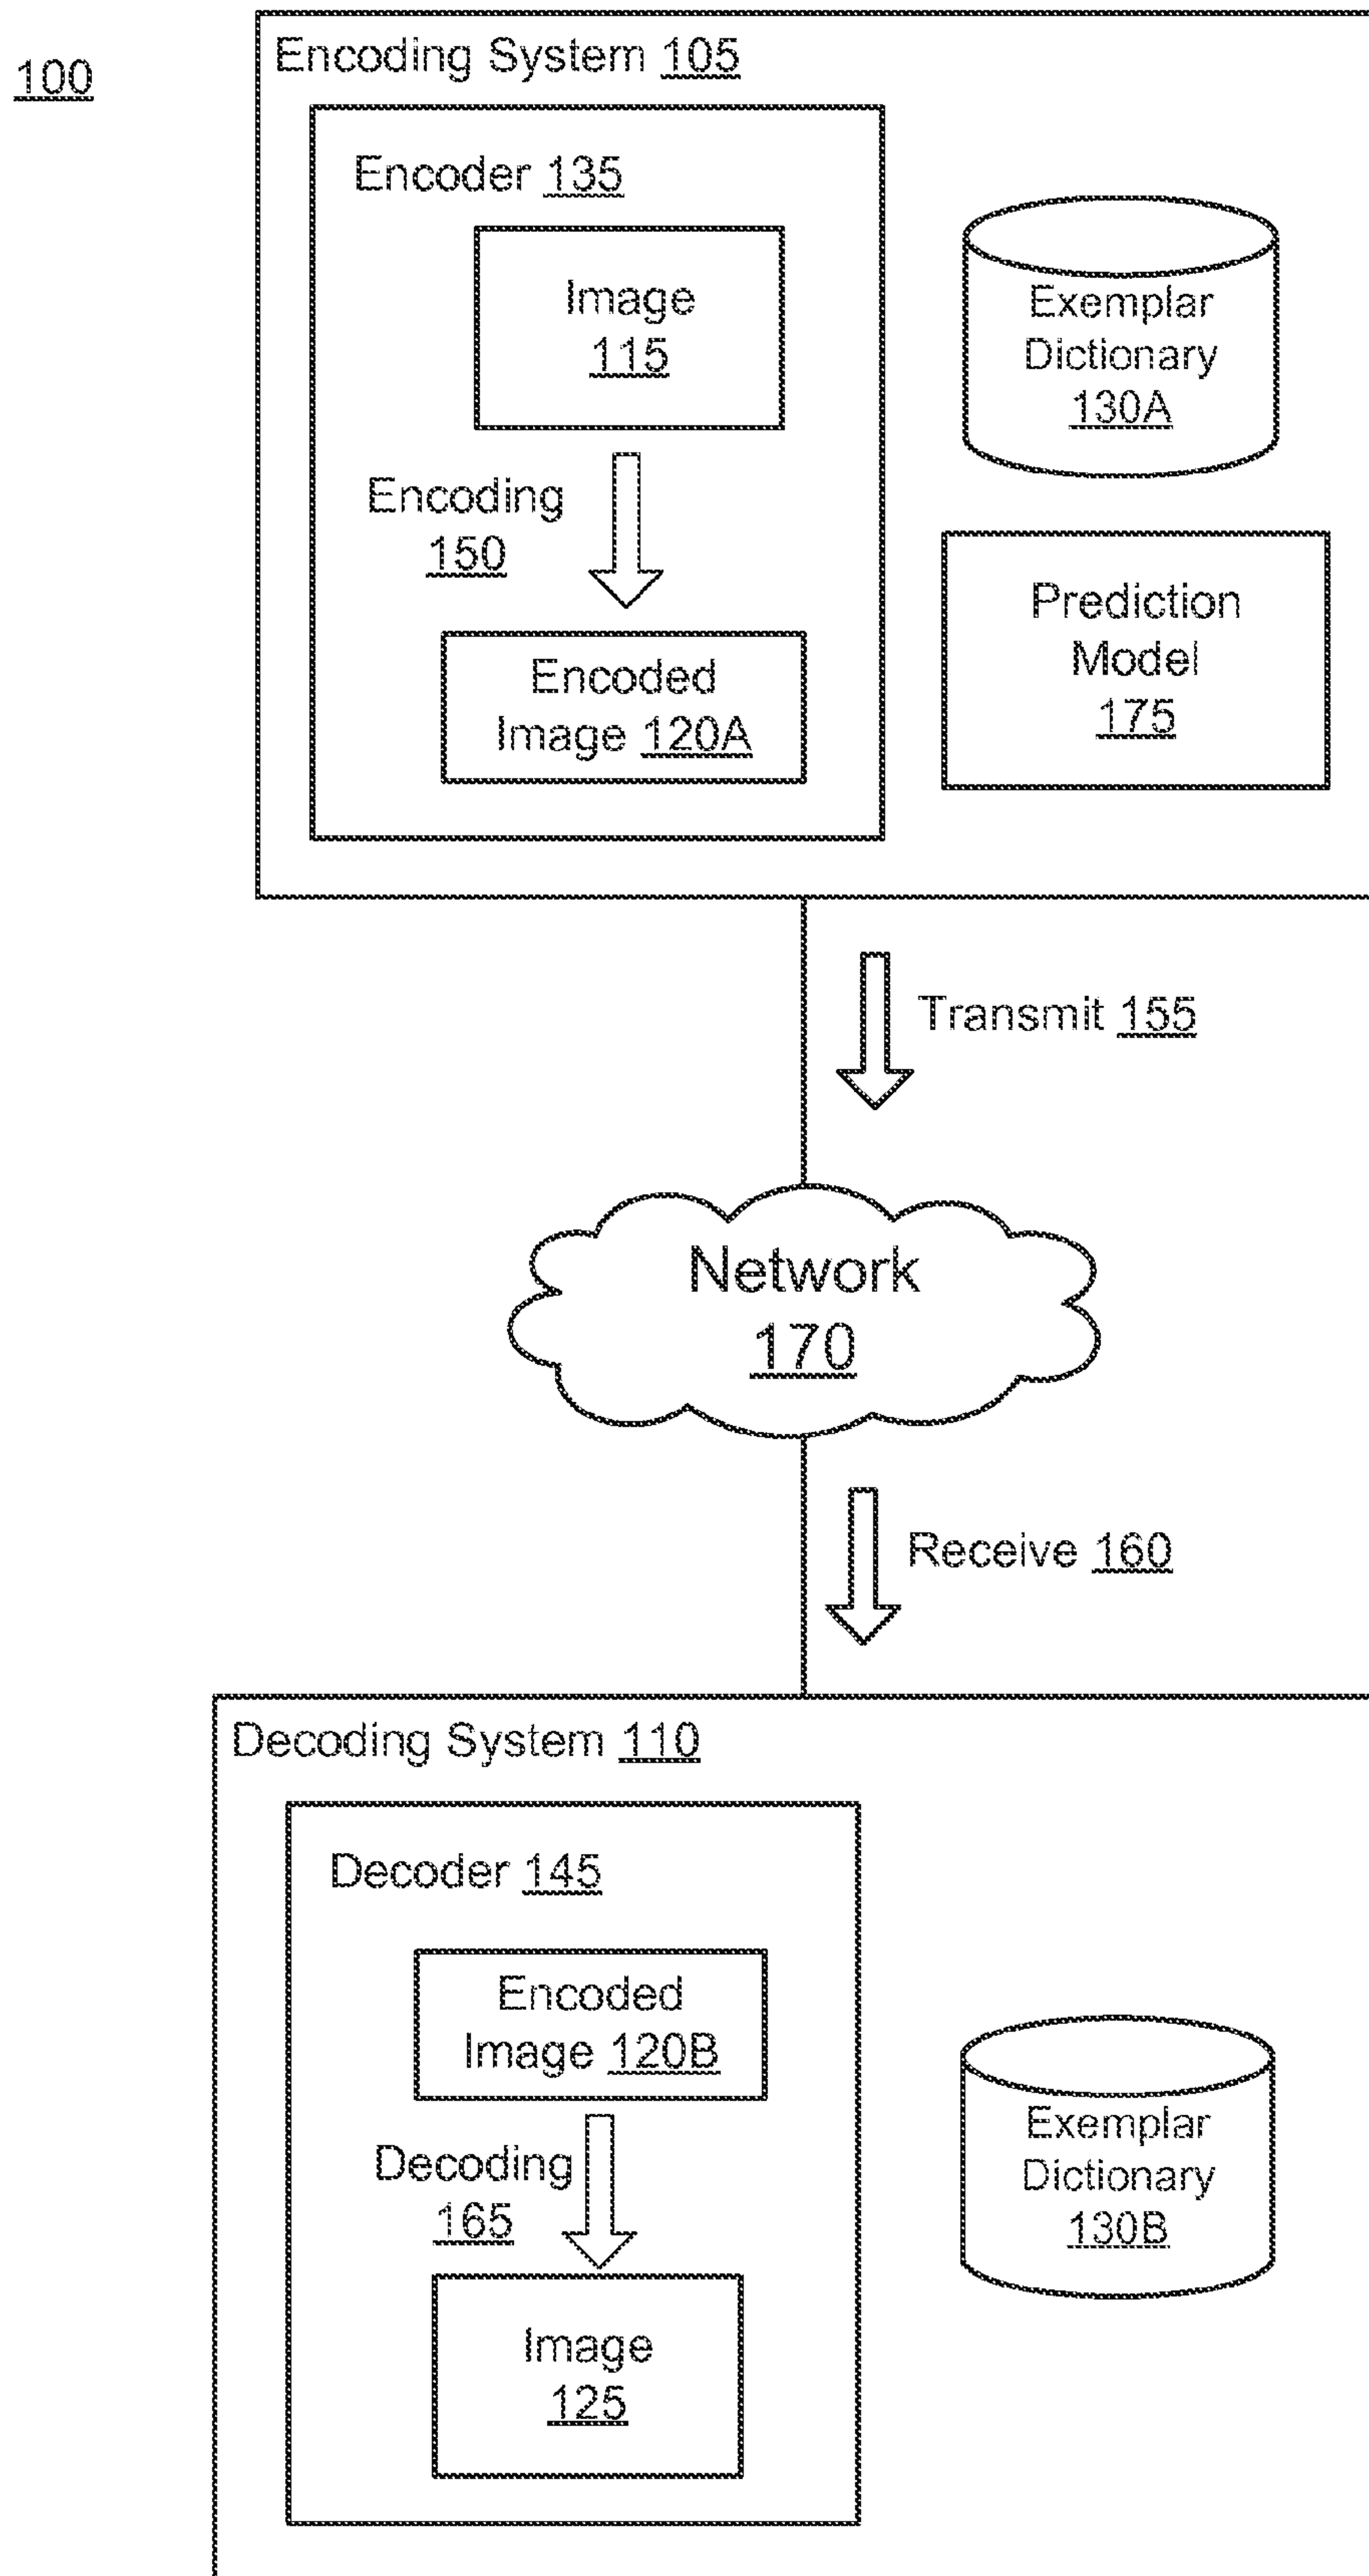 100
Encoding System 105
Encoder 135
Image
115
Encoding
150
Encoded
Image 120A
Exemplar
Dictionary
130A
Prediction
Model
175
Transmit 155
Network
170
Receive 160
Decoding System 110
Decoder 145
Encoded
Image 120B
Decoding
165
Image
125
Exemplar
Dictionary
130B